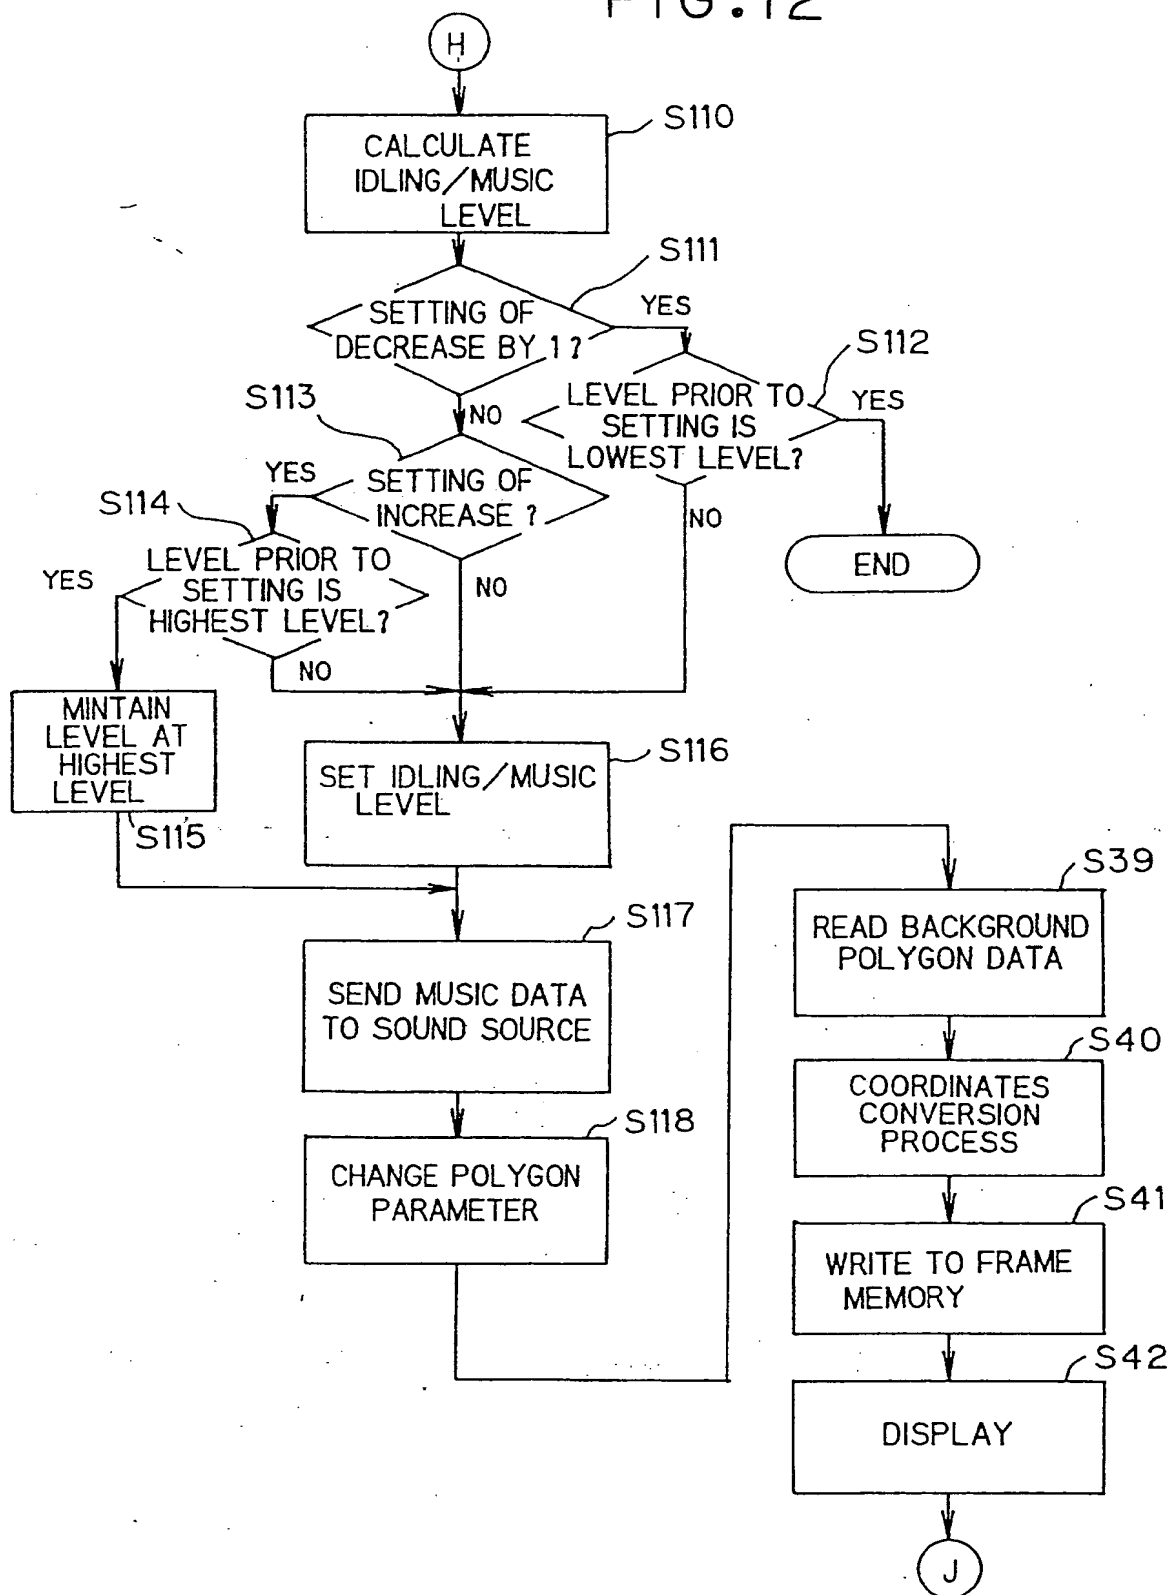 FIG.12
H
S110
CALCULATE
IDLING/MUSIC
LEVEL
S111
SETTING OF
DECREASE BY 1?
YES
NO
S112
LEVEL PRIOR TO
SETTING IS
LOWEST LEVEL?
YES
NO
END
S113
SETTING OF
INCREASE ?
YES
NO
S114
LEVEL PRIOR TO
SETTING IS
HIGHEST LEVEL?
YES
NO
MINTAIN
LEVEL AT
HIGHEST
LEVEL
S115
S116
SET IDLING/MUSIC
LEVEL
S117
SEND MUSIC DATA
TO SOUND SOURCE
S118
CHANGE POLYGON
PARAMETER
S39
READ BACKGROUND
POLYGON DATA
S40
COORDINATES
CONVERSION
PROCESS
S41
WRITE TO FRAME
MEMORY
S42
DISPLAY
J